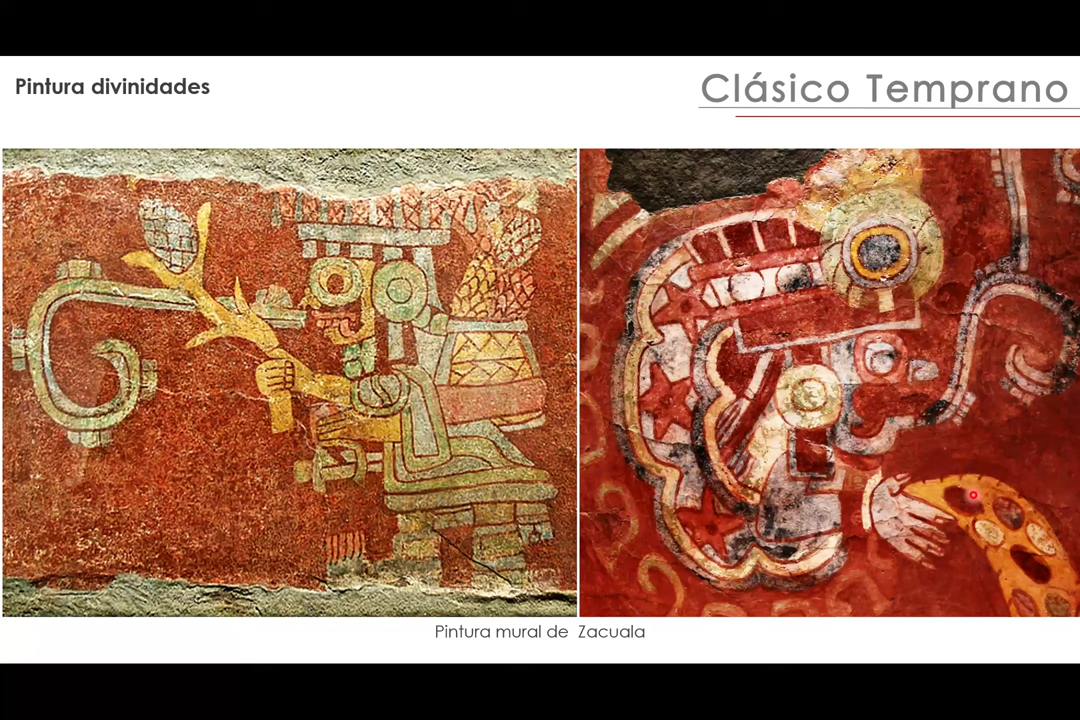 Pintura divinidades
Clásico Temprano
Pintura mural de Zacuala